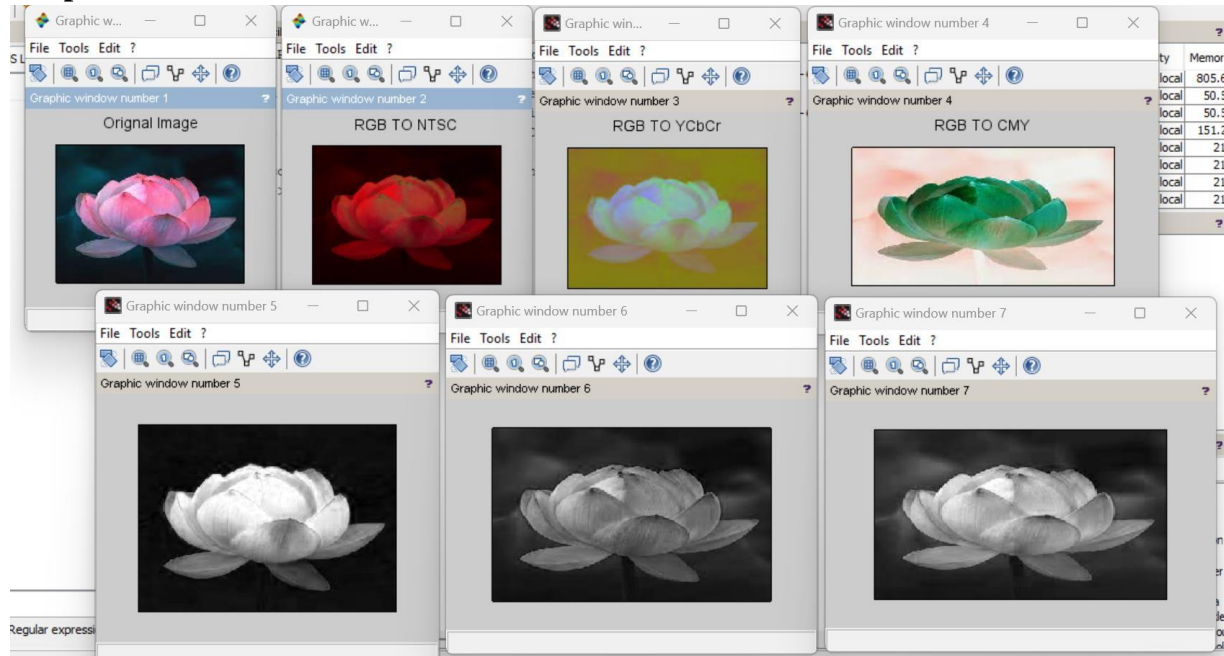 Graphic w...
File Tools Edit ?
Graphic window number 1 ?
Orignal Image
Graphic w...
File Tools Edit ?
Graphic window number 2 ?
RGB TO NTSC
Graphic win...
File Tools Edit ?
Graphic window number 3 ?
RGB TO YCbCr
Graphic window number 4
File Tools Edit ?
Graphic window number 4 ?
RGB TO CMY
ty Memor
local 805.6
local 50.5
local 50.5
local 151.2
local 21
local 21
local 21
local 21
Graphic window number 5
File Tools Edit ?
Graphic window number 5 ?
Graphic window number 6
File Tools Edit ?
Graphic window number 6 ?
Graphic window number 7
File Tools Edit ?
Graphic window number 7 ?
Regular expressi